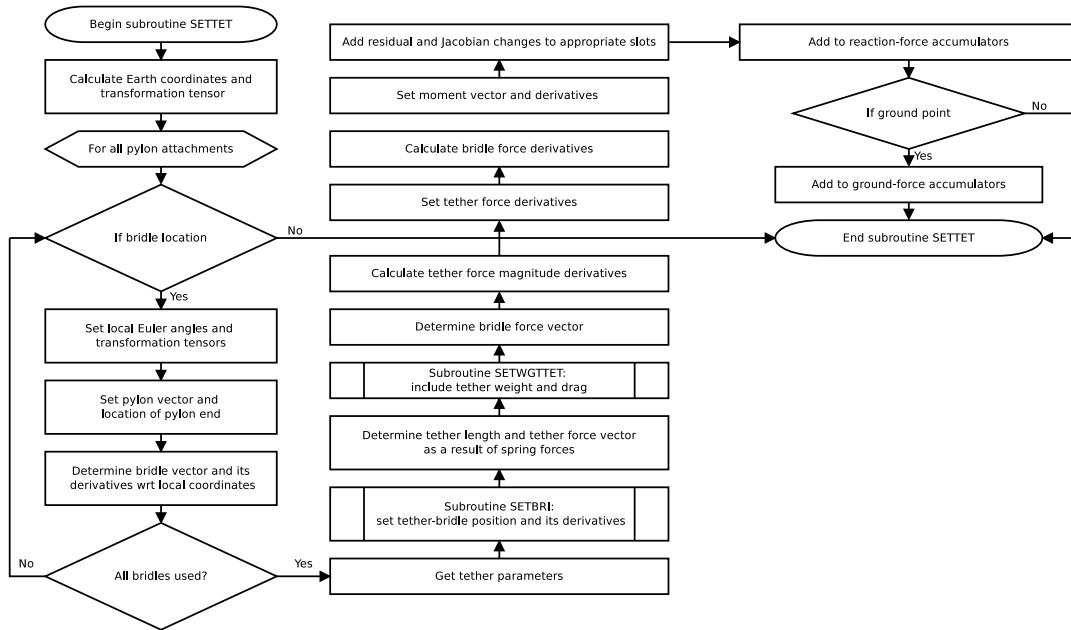 Begin subroutine SETTET
Calculate Earth coordinates and
transformation tensor
For all pylon attachments
If bridle location
No
Yes
Set local Euler angles and
transformation tensors
Set pylon vector and
location of pylon end
Determine bridle vector and its
derivatives wrt local coordinates
All bridles used?
No
Yes
Get tether parameters
Subroutine SETBRI:
set tether-bridle position and its derivatives
Determine tether length and tether force vector
as a result of spring forces
Subroutine SETWGTTET:
include tether weight and drag
Determine bridle force vector
Calculate tether force magnitude derivatives
Set tether force derivatives
Calculate bridle force derivatives
Set moment vector and derivatives
Add residual and Jacobian changes to appropriate slots
Add to reaction-force accumulators
If ground point
No
Yes
Add to ground-force accumulators
End subroutine SETTET